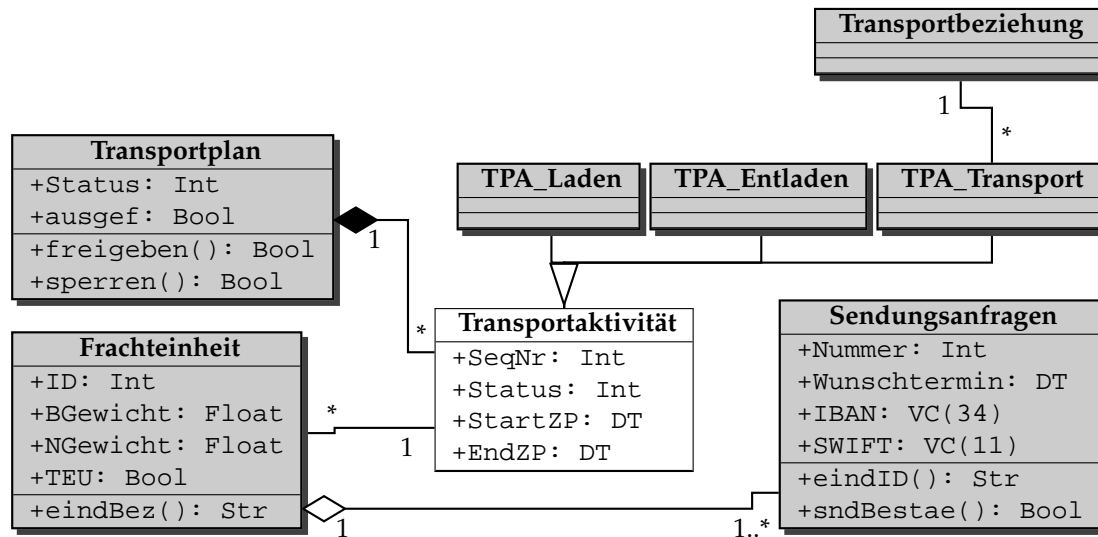 Transportbeziehung
1
*
Transportplan
+Status: Int
+ausgef: Bool
+freigeben(): Bool
+sperren(): Bool
1
*
TPA_Laden
TPA_Entladen
TPA_Transport
Frachteinheit
+ID: Int
+BGewicht: Float
+NGewicht: Float
+TEU: Bool
+eindBez(): Str
*
1
1
1..*
Transportaktivität
+SeqNr: Int
+Status: Int
+StartZP: DT
+EndZP: DT
Sendungsanfragen
+Nummer: Int
+Wunschtermin: DT
+IBAN: VC(34)
+SWIFT: VC(11)
+eindID(): Str
+sndBestae(): Bool